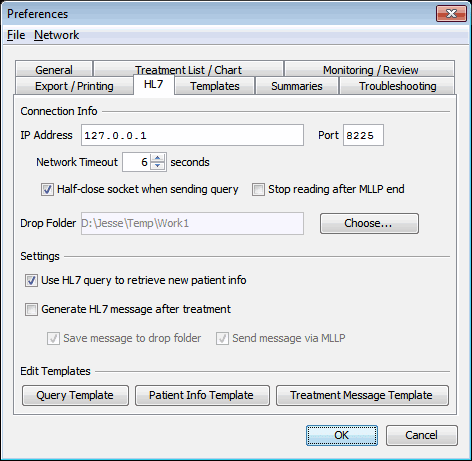 Preferences
File Network
General Treatment List / Chart Monitoring / Review
Export / Printing HL7 Templates Summaries Troubleshooting
Connection Info
IP Address 127.0.0.1 Port 8225
Network Timeout 6 seconds
Half-close socket when sending query Stop reading after MLLP end
Drop Folder D:\Jesse\Temp\Work1 Choose...
Settings
Use HL7 query to retrieve new patient info
Generate HL7 message after treatment
Save message to drop folder Send message via MLLP
Edit Templates
Query Template Patient Info Template Treatment Message Template
OK Cancel